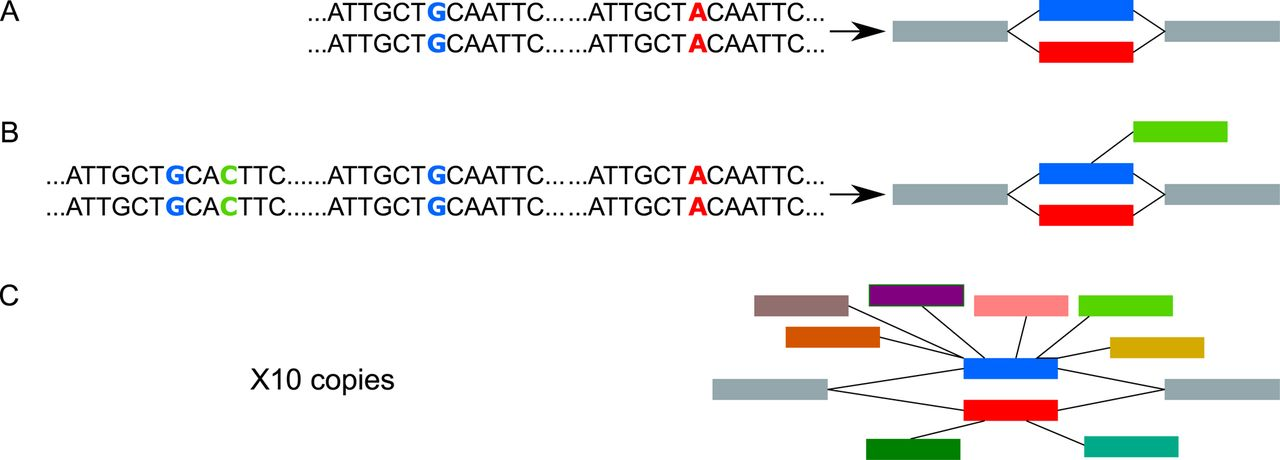 A
...ATTGCTGCAATTC......ATTGCTACAATTC...
...ATTGCTGCAATTC......ATTGCTACAATTC...
B
...ATTGCTGCACTTC......ATTGCTGCAATTC......ATTGCTACAATTC...
...ATTGCTGCACTTC......ATTGCTGCAATTC......ATTGCTACAATTC...
C
X10 copies